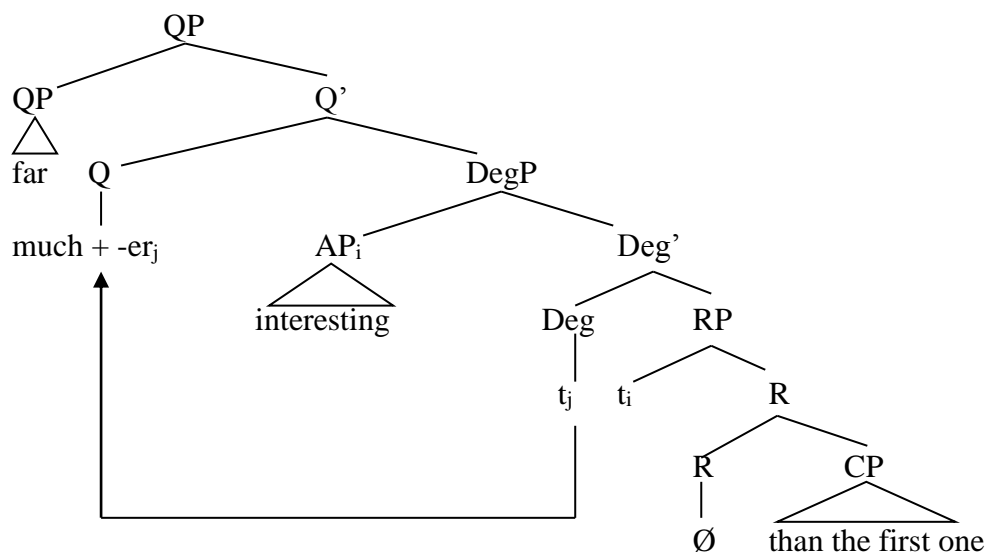 QP
QP Q’
far Q DegP
much + -erj APi Deg’
interesting Deg RP
tj ti R
R CP
Ø than the first one